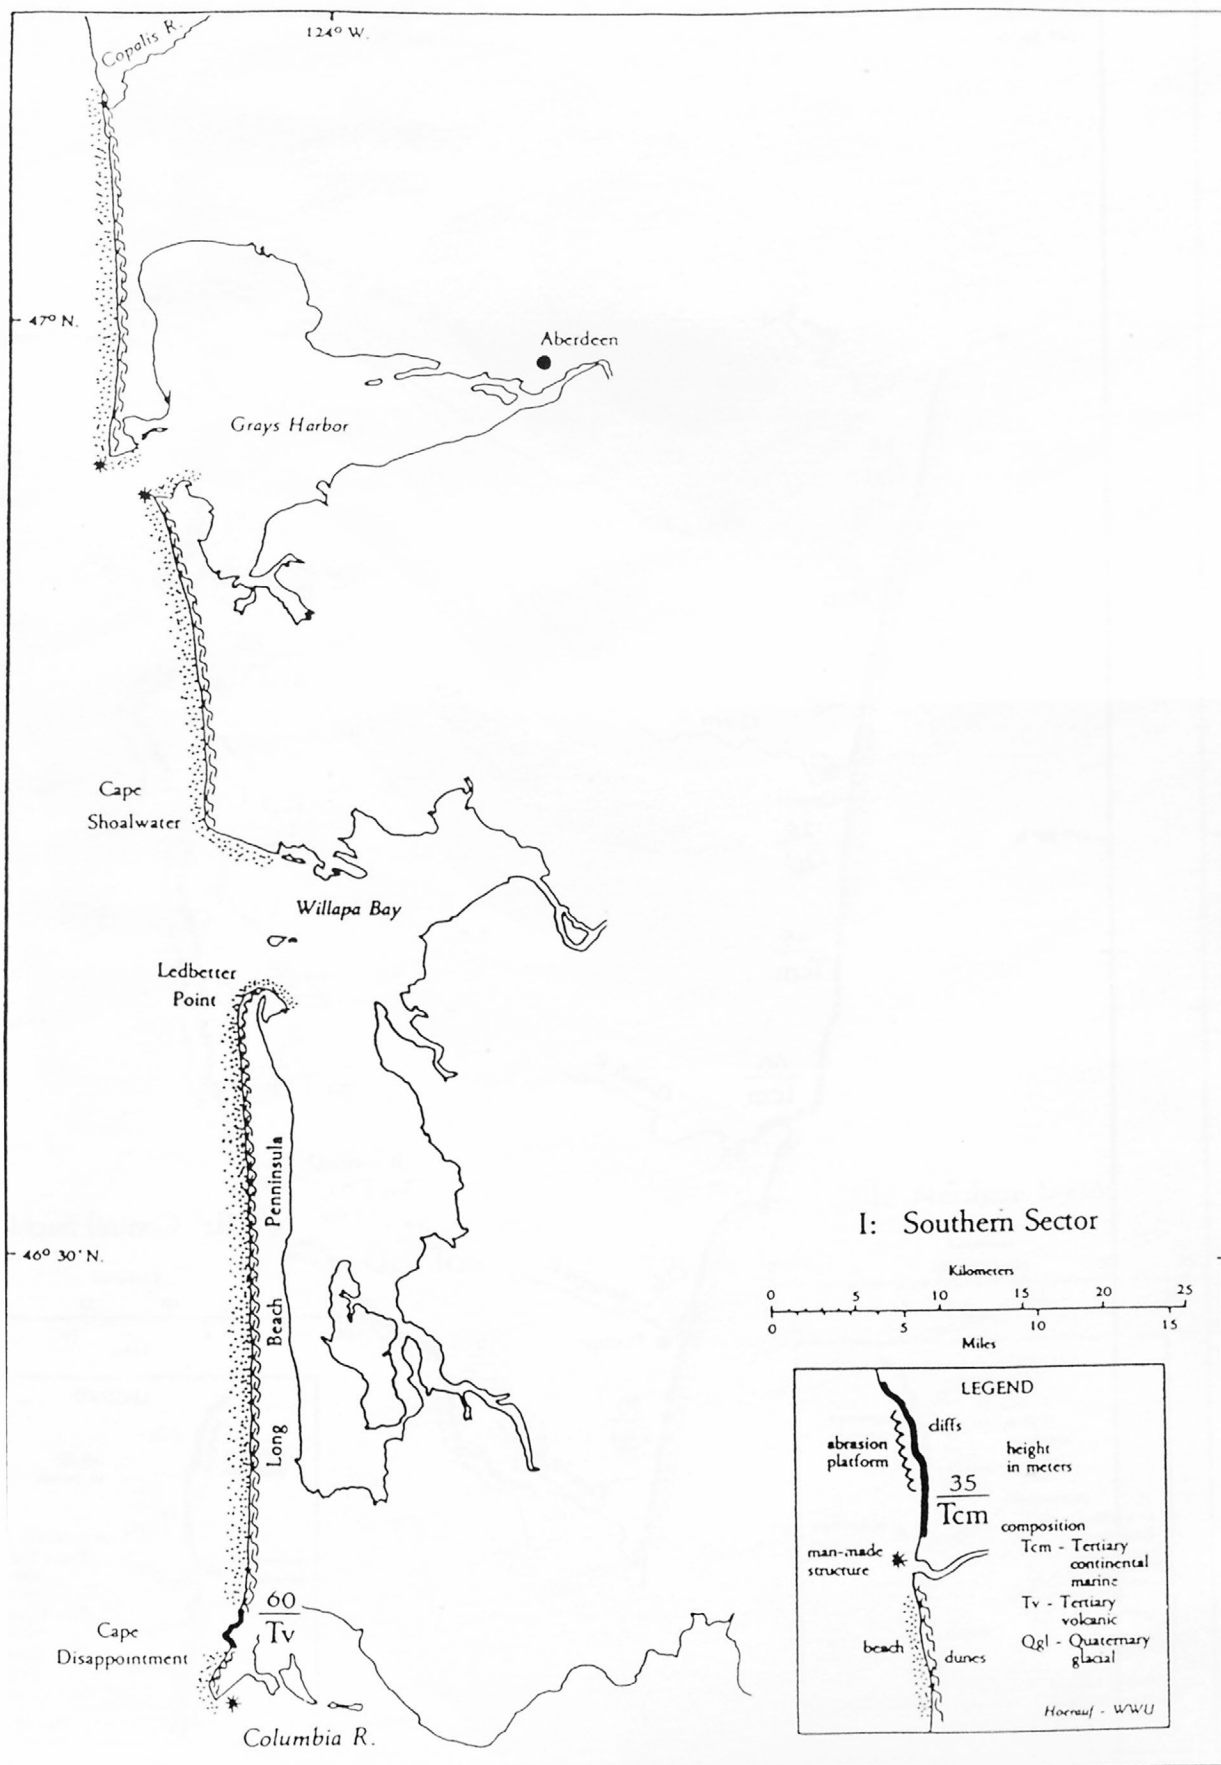 Copalis R.
124° W.
47° N.
Aberdeen
Grays Harbor
Cape
Shoalwater
Willapa Bay
Ledbetter
Point
Long Beach Penninsula
I: Southern Sector
46° 30' N.
Kilometers
0 5 10 15 20 25
0 5 10 15
Miles
LEGEND
cliffs
abrasion
platform
height
in meters
35
Tcm
composition
Tcm - Tertiary
continental
marine
man-made
structure
Tv - Tertiary
volcanic
Qgl - Quaternary
glacial
beach
dunes
Hoerauf - WWU
60
Tv
Cape
Disappointment
Columbia R.